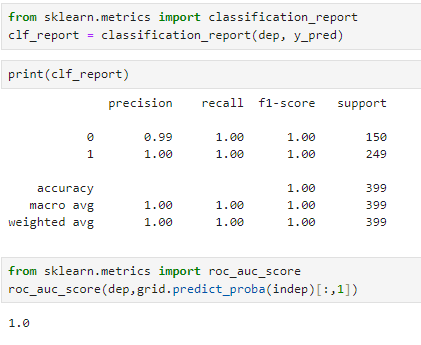 from sklearn.metrics import classification_report
clf_report = classification_report(dep, y_pred)
print(clf_report)
precision recall f1-score support
0 0.99 1.00 1.00 150
1 1.00 1.00 1.00 249
accuracy 1.00 399
macro avg 1.00 1.00 1.00 399
weighted avg 1.00 1.00 1.00 399
from sklearn.metrics import roc_auc_score
roc_auc_score(dep,grid.predict_proba(indep)[:,1])
1.0